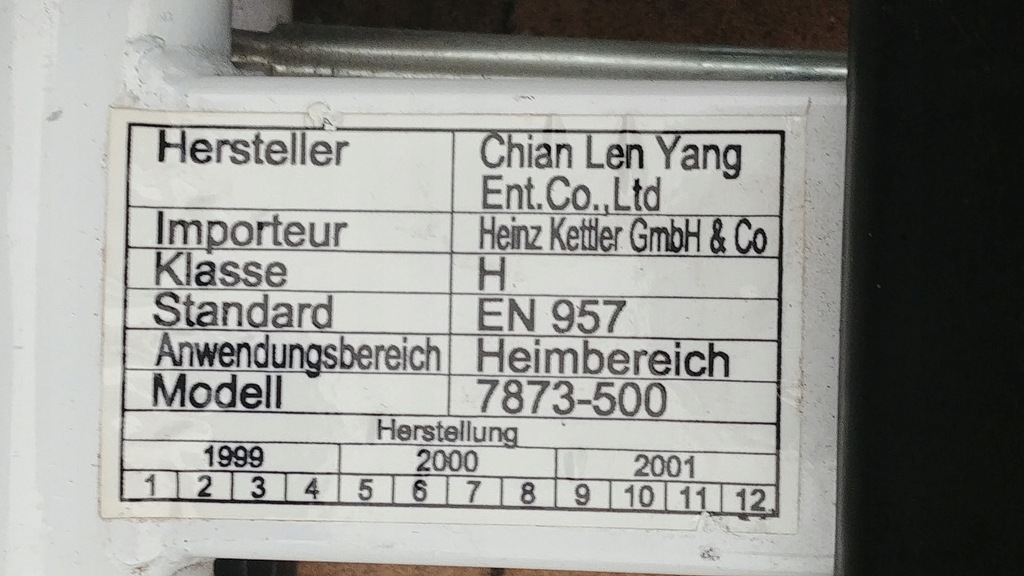 Hersteller Chian Len Yang
Ent.Co.,Ltd
Importeur Heinz Kettler GmbH & Co
Klasse H
Standard EN 957
Anwendungsbereich Heimbereich
Modell 7873-500
Herstellung
1999 2000 2001
1 2 3 4 5 6 7 8 9 10 11 12